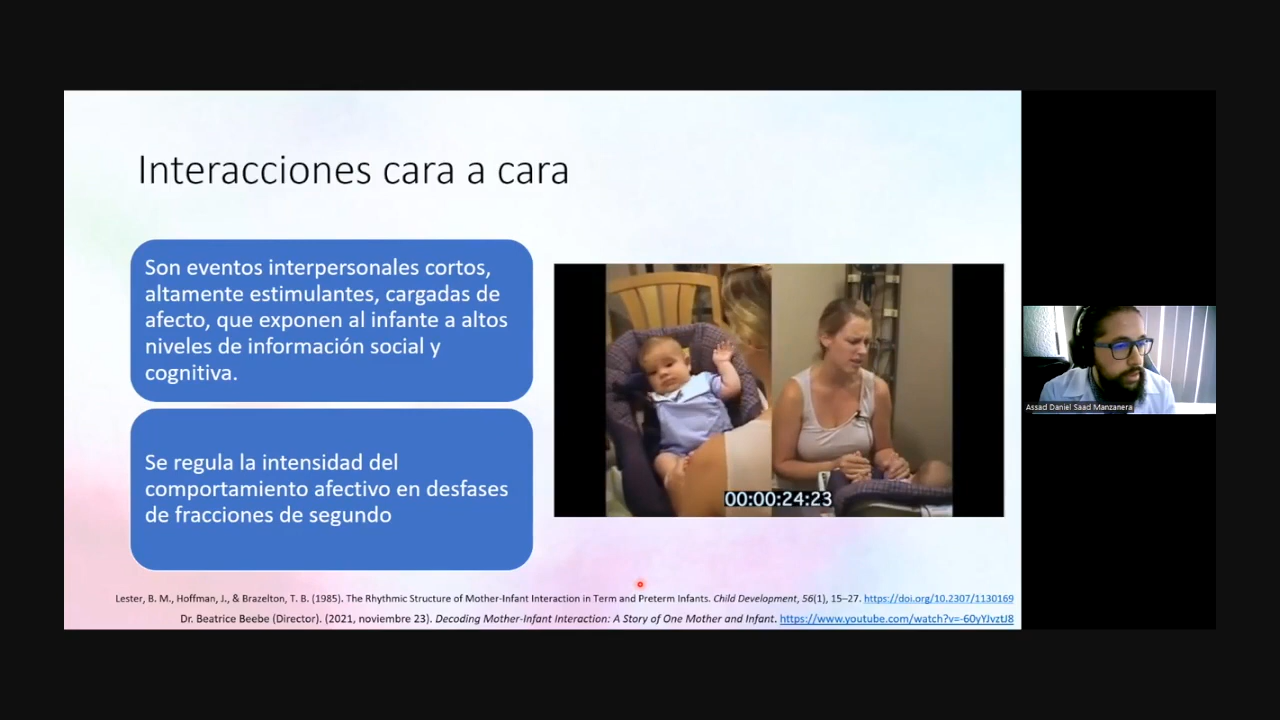 Interacciones cara a cara
Son eventos interpersonales cortos,
altamente estimulantes, cargadas de
afecto, que exponen al infante a altos
niveles de información social y
cognitiva.
Se regula la intensidad del
comportamiento afectivo en desfases
de fracciones de segundo
00:00:24:23
Assad Daniel Saad Manzanera
Lester, B. M., Hoffman, J., & Brazelton, T. B. (1985). The Rhythmic Structure of Mother-Infant Interaction in Term and Preterm Infants. Child Development, 56(1), 15–27. https://doi.org/10.2307/1130169
Dr. Beatrice Beebe (Director). (2021, noviembre 23). Decoding Mother-Infant Interaction: A Story of One Mother and Infant. https://www.youtube.com/watch?v=-60yYJvztJ8